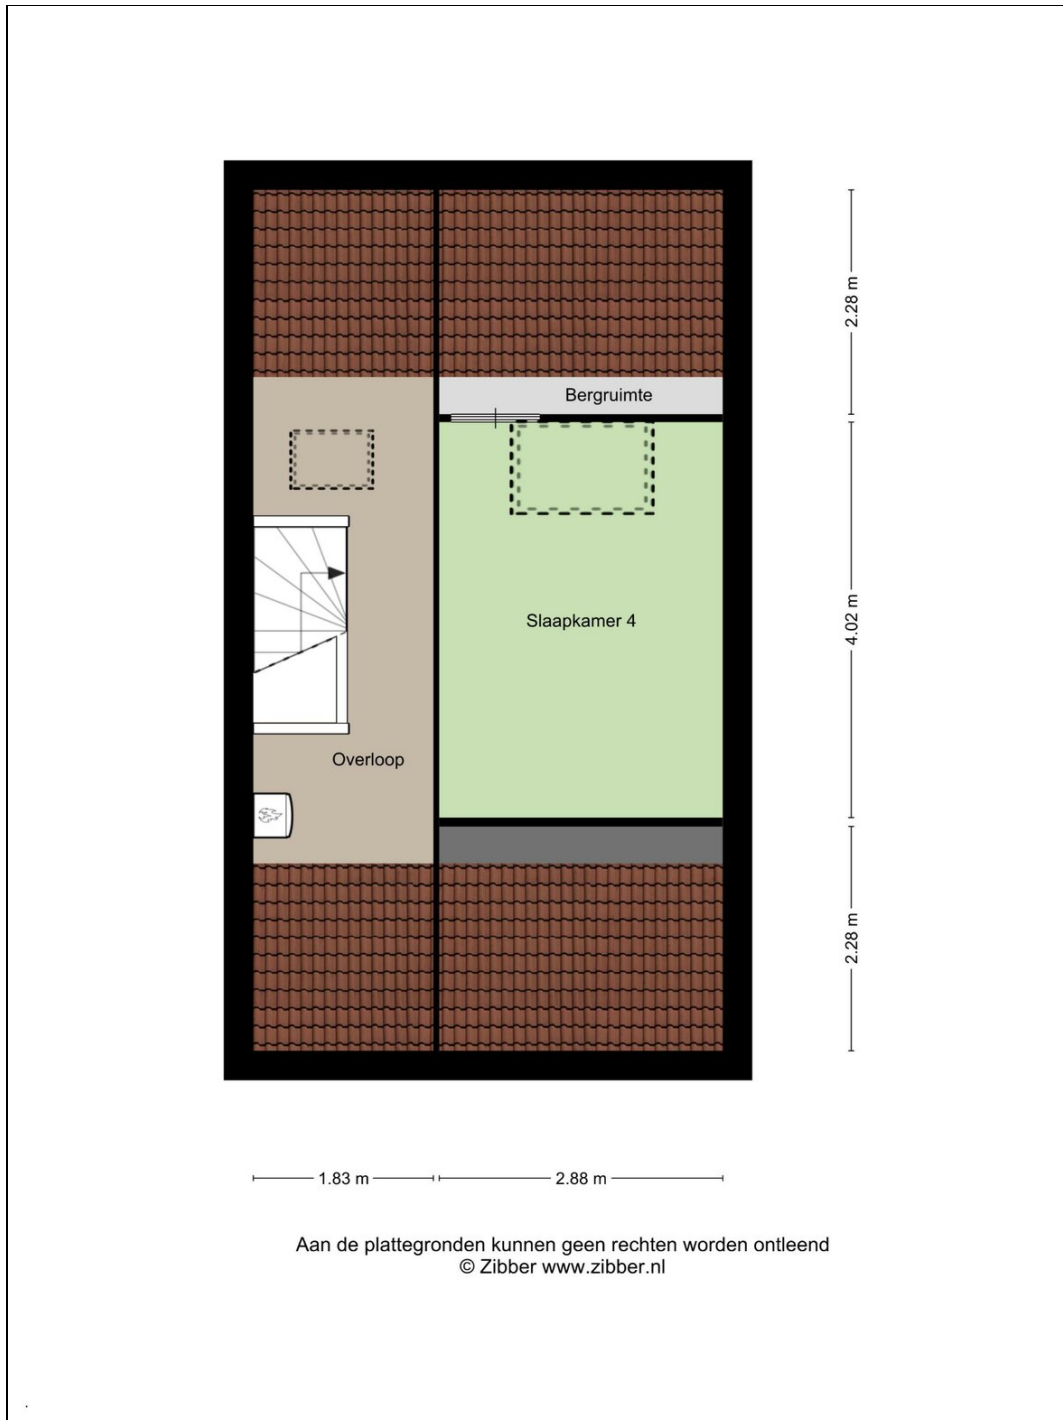 2.28 m
Bergruimte
Slaapkamer 4
4.02 m
Overloop
2.28 m
1.83 m
2.88 m
Aan de plattegronden kunnen geen rechten worden ontleend
© Zibber www.zibber.nl